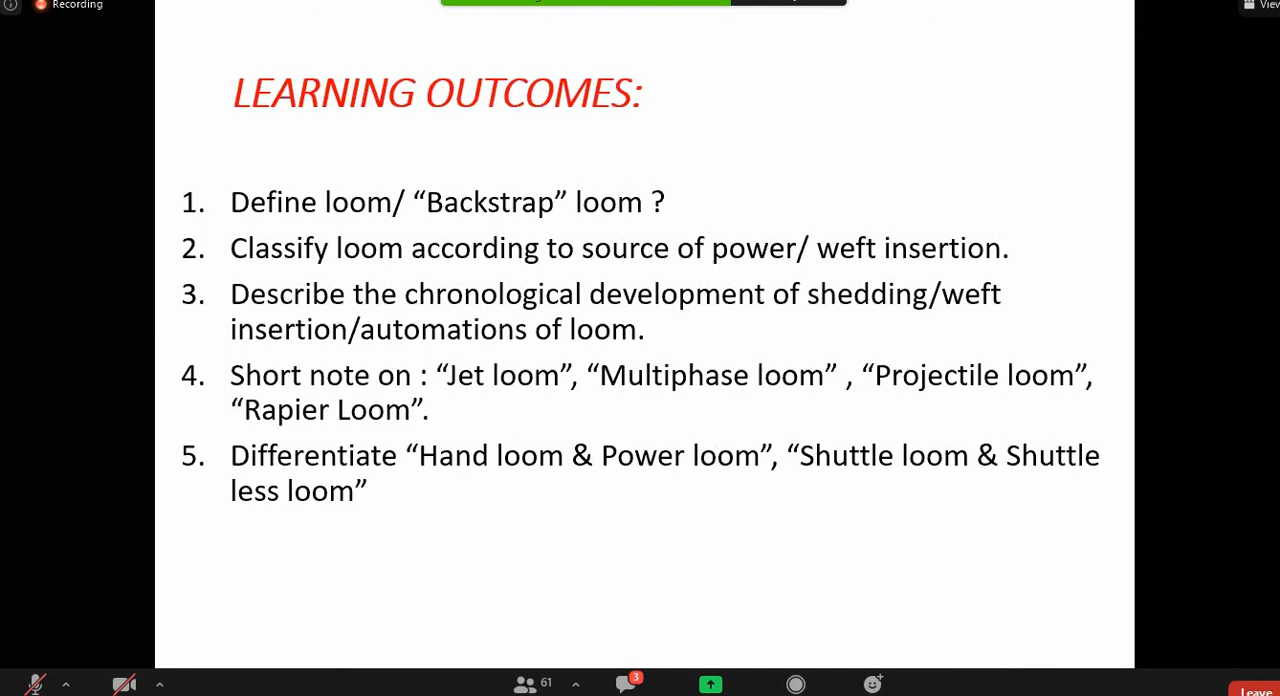 Recording
View
LEARNING OUTCOMES:
1. Define loom/ “Backstrap” loom ?
2. Classify loom according to source of power/ weft insertion.
3. Describe the chronological development of shedding/weft
insertion/automations of loom.
4. Short note on : “Jet loom”, “Multiphase loom” , “Projectile loom”,
“Rapier Loom”.
5. Differentiate “Hand loom & Power loom”, “Shuttle loom & Shuttle
less loom”
61
3
Leave